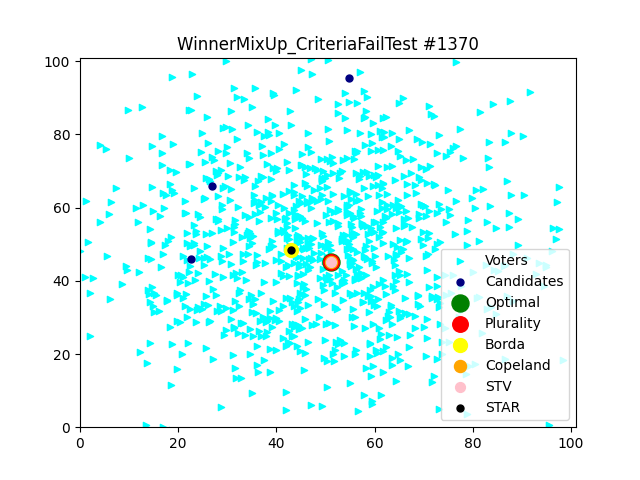 WinnerMixUp_CriteriaFailTest #1370
100
80
60
40
20
0
0
20
40
60
80
100
Voters
Candidates
Optimal
Plurality
Borda
Copeland
STV
STAR